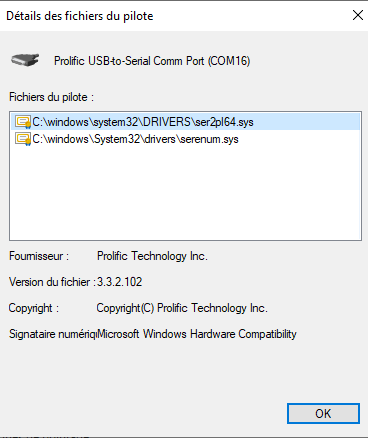 Détails des fichiers du pilote
Prolific USB-to-Serial Comm Port (COM16)
Fichiers du pilote :
C:\windows\system32\DRIVERS\ser2pl64.sys
C:\windows\System32\drivers\serenum.sys
Fournisseur : Prolific Technology Inc.
Version du fichier : 3.3.2.102
Copyright : Copyright(C) Prolific Technology Inc.
Signataire numériq Microsoft Windows Hardware Compatibility
OK